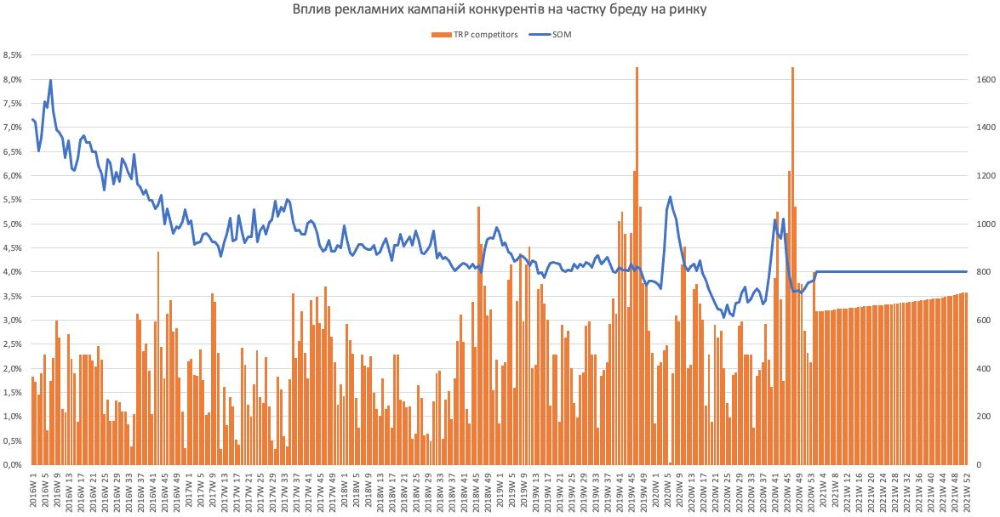 Вплив рекламних кампаній конкурентів на частку бреду на ринку
TRP competitors SOM
8,5%
8,0% 1600
7,5%
7,0% 1400
6,5%
6,0% 1200
5,5%
5,0% 1000
4,5%
4,0% 800
3,5%
3,0% 600
2,5%
2,0% 400
1,5%
1,0% 200
0,5%
0,0% 0
2016W 1
2016W 5
2016W 9
2016W 13
2016W 17
2016W 21
2016W 25
2016W 29
2016W 33
2016W 37
2016W 41
2016W 45
2016W 49
2017W 1
2017W 5
2017W 9
2017W 13
2017W 17
2017W 21
2017W 25
2017W 29
2017W 33
2017W 37
2017W 41
2017W 45
2017W 49
2018W 1
2018W 5
2018W 9
2018W 13
2018W 17
2018W 21
2018W 25
2018W 29
2018W 33
2018W 37
2018W 41
2018W 45
2018W 49
2019W 1
2019W 5
2019W 9
2019W 13
2019W 17
2019W 21
2019W 25
2019W 29
2019W 33
2019W 37
2019W 41
2019W 45
2019W 49
2020W 1
2020W 5
2020W 9
2020W 13
2020W 17
2020W 21
2020W 25
2020W 29
2020W 33
2020W 37
2020W 41
2020W 45
2020W 49
2020W 53
2021W 4
2021W 8
2021W 12
2021W 16
2021W 20
2021W 24
2021W 28
2021W 32
2021W 36
2021W 40
2021W 44
2021W 48
2021W 52